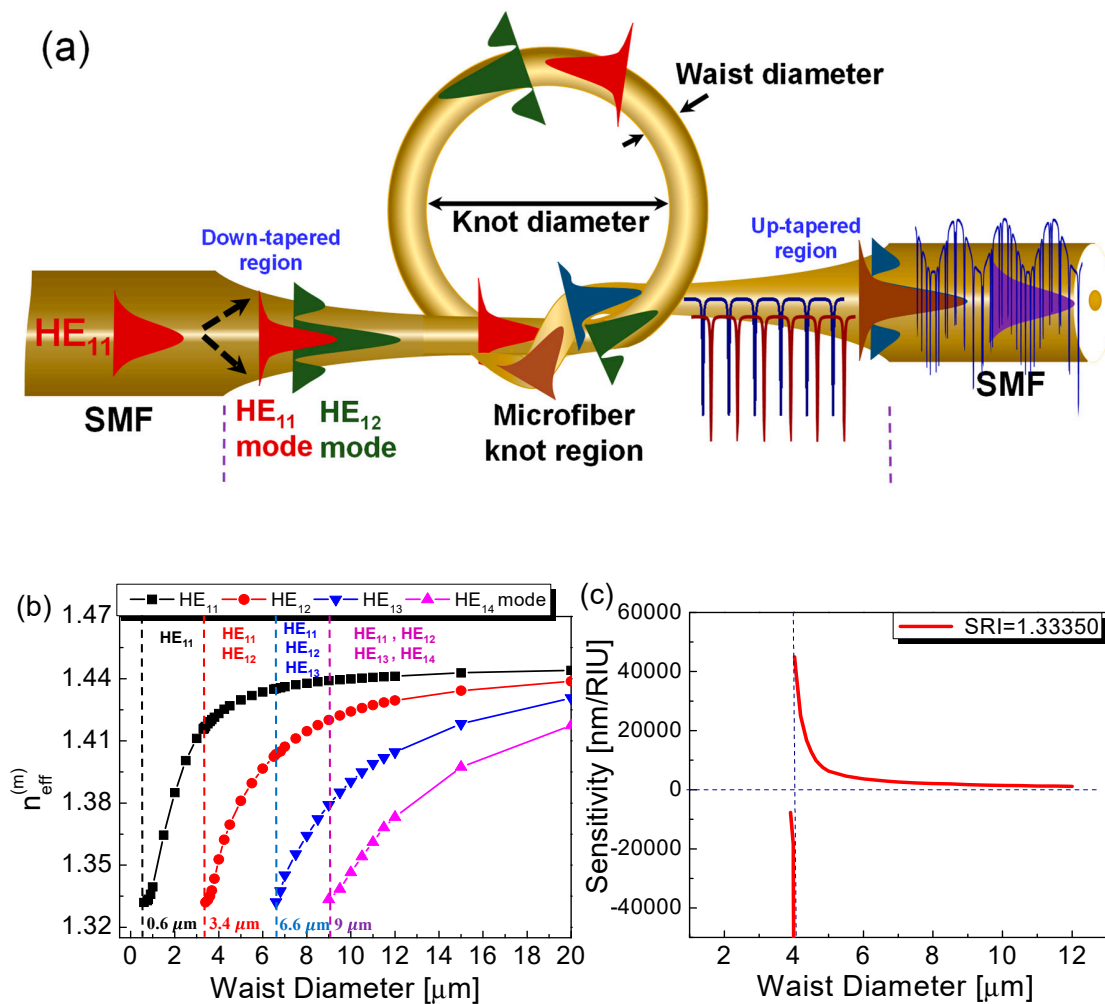 (a)
Waist diameter
Knot diameter
Down-tapered
region
Up-tapered
region
HE₁₁
SMF
HE₁₁
mode
HE₁₂
mode
Microfiber
knot region
SMF
(b)
HE₁₁ HE₁₂ HE₁₃ HE₁₄ mode
HE₁₁
HE₁₁
HE₁₂
HE₁₁
HE₁₂
HE₁₃
HE₁₁ , HE₁₂
HE₁₃ , HE₁₄
1.47
1.44
1.41
1.38
1.35
1.32
n_eff^(m)
0.6 μm
3.4 μm
6.6 μm
9 μm
0 2 4 6 8 10 12 14 16 18 20
Waist Diameter [μm]
(c)
SRI=1.33350
60000
40000
20000
0
-20000
-40000
Sensitivity [nm/RIU]
2 4 6 8 10 12
Waist Diameter [μm]